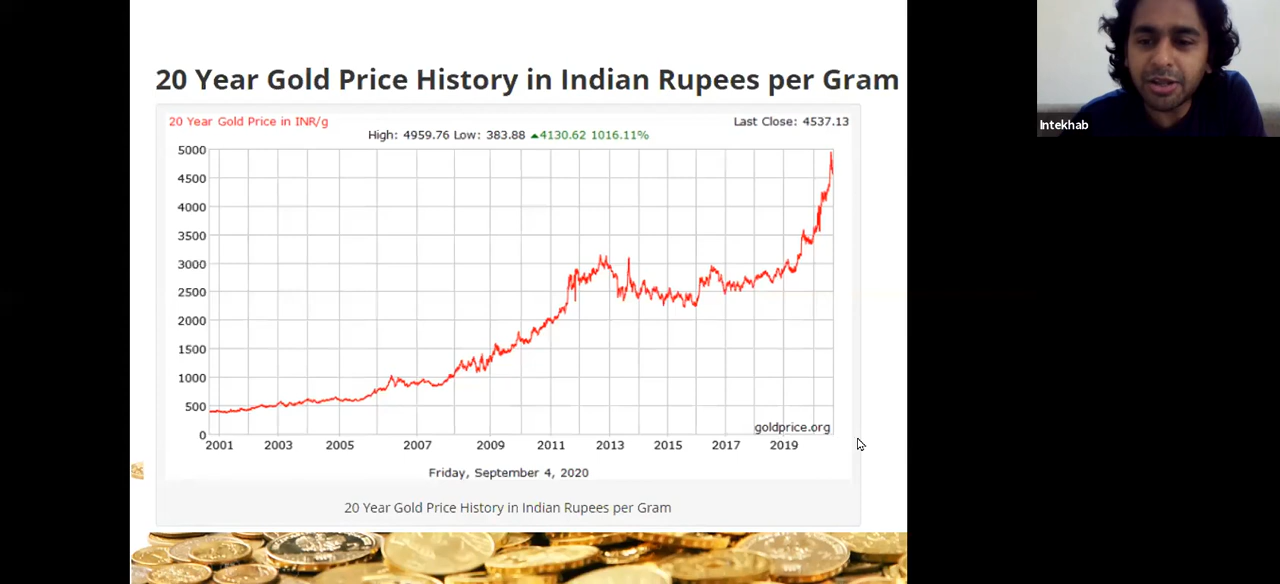 20 Year Gold Price History in Indian Rupees per Gram
20 Year Gold Price in INR/g
Last Close: 4537.13
High: 4959.76 Low: 383.88 ▲4130.62 1016.11%
5000
4500
4000
3500
3000
2500
2000
1500
1000
500
0
goldprice.org
2001 2003 2005 2007 2009 2011 2013 2015 2017 2019
Friday, September 4, 2020
20 Year Gold Price History in Indian Rupees per Gram
Intekhab